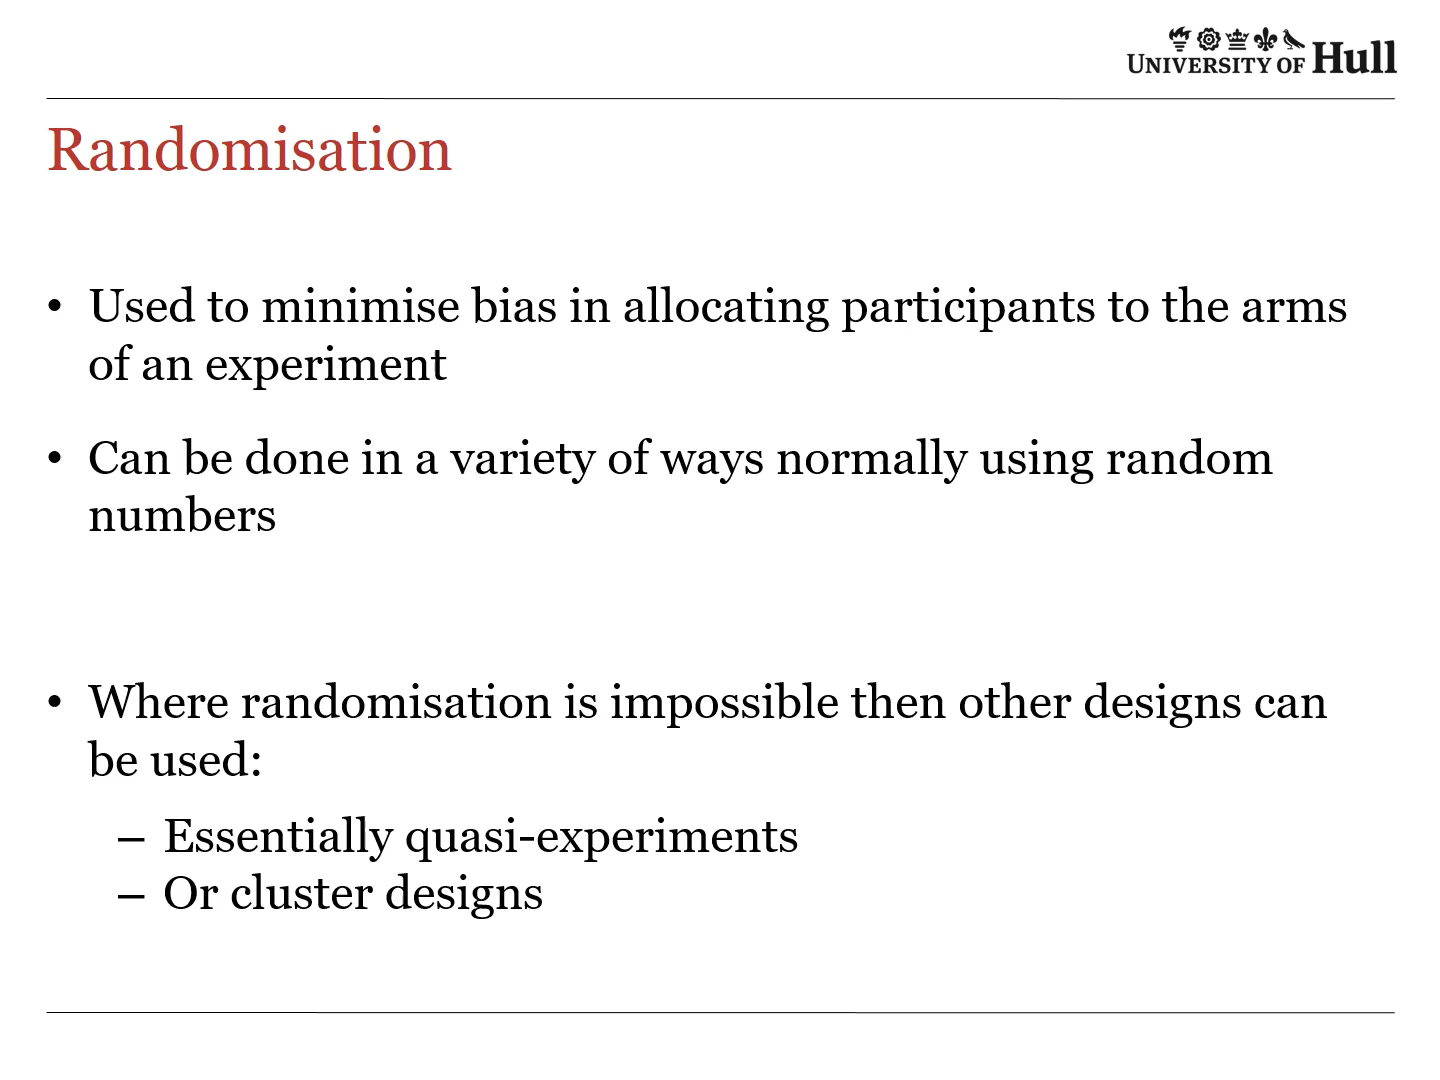 UNIVERSITY OF Hull
Randomisation
• Used to minimise bias in allocating participants to the arms
of an experiment
• Can be done in a variety of ways normally using random
numbers
• Where randomisation is impossible then other designs can
be used:
– Essentially quasi-experiments
– Or cluster designs